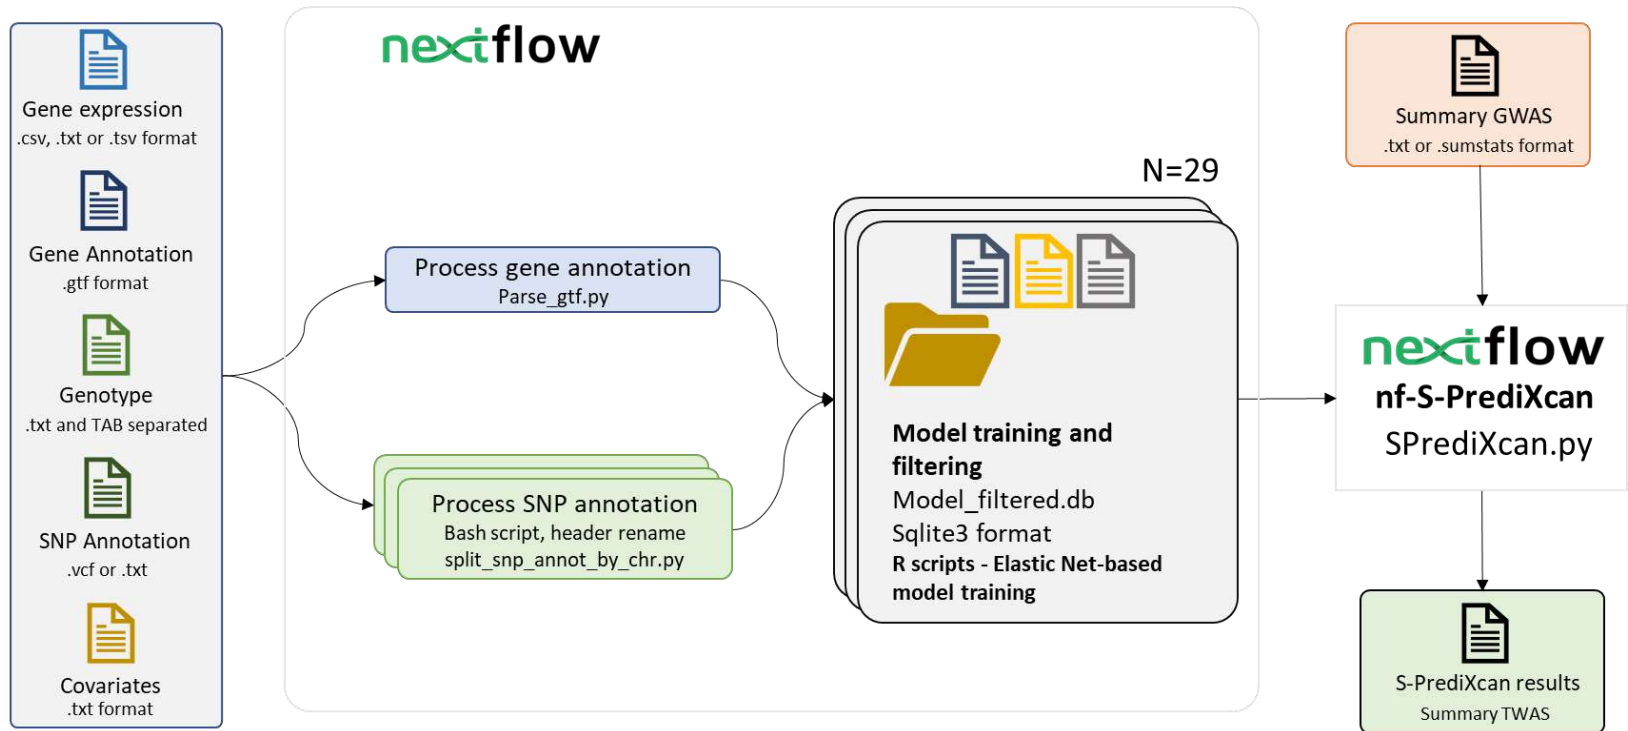 Gene expression
.csv, .txt or .tsv format
Gene Annotation
.gtf format
Genotype
.txt and TAB separated
SNP Annotation
.vcf or .txt
Covariates
.txt format
nextflow
Process gene annotation
Parse_gtf.py
Process SNP annotation
Bash script, header rename
split_snp_annot_by_chr.py
N=29
Model training and
filtering
Model_filtered.db
Sqlite3 format
R scripts - Elastic Net-based
model training
Summary GWAS
.txt or .sumstats format
nextflow
nf-S-PrediXcan
SPrediXcan.py
S-PrediXcan results
Summary TWAS